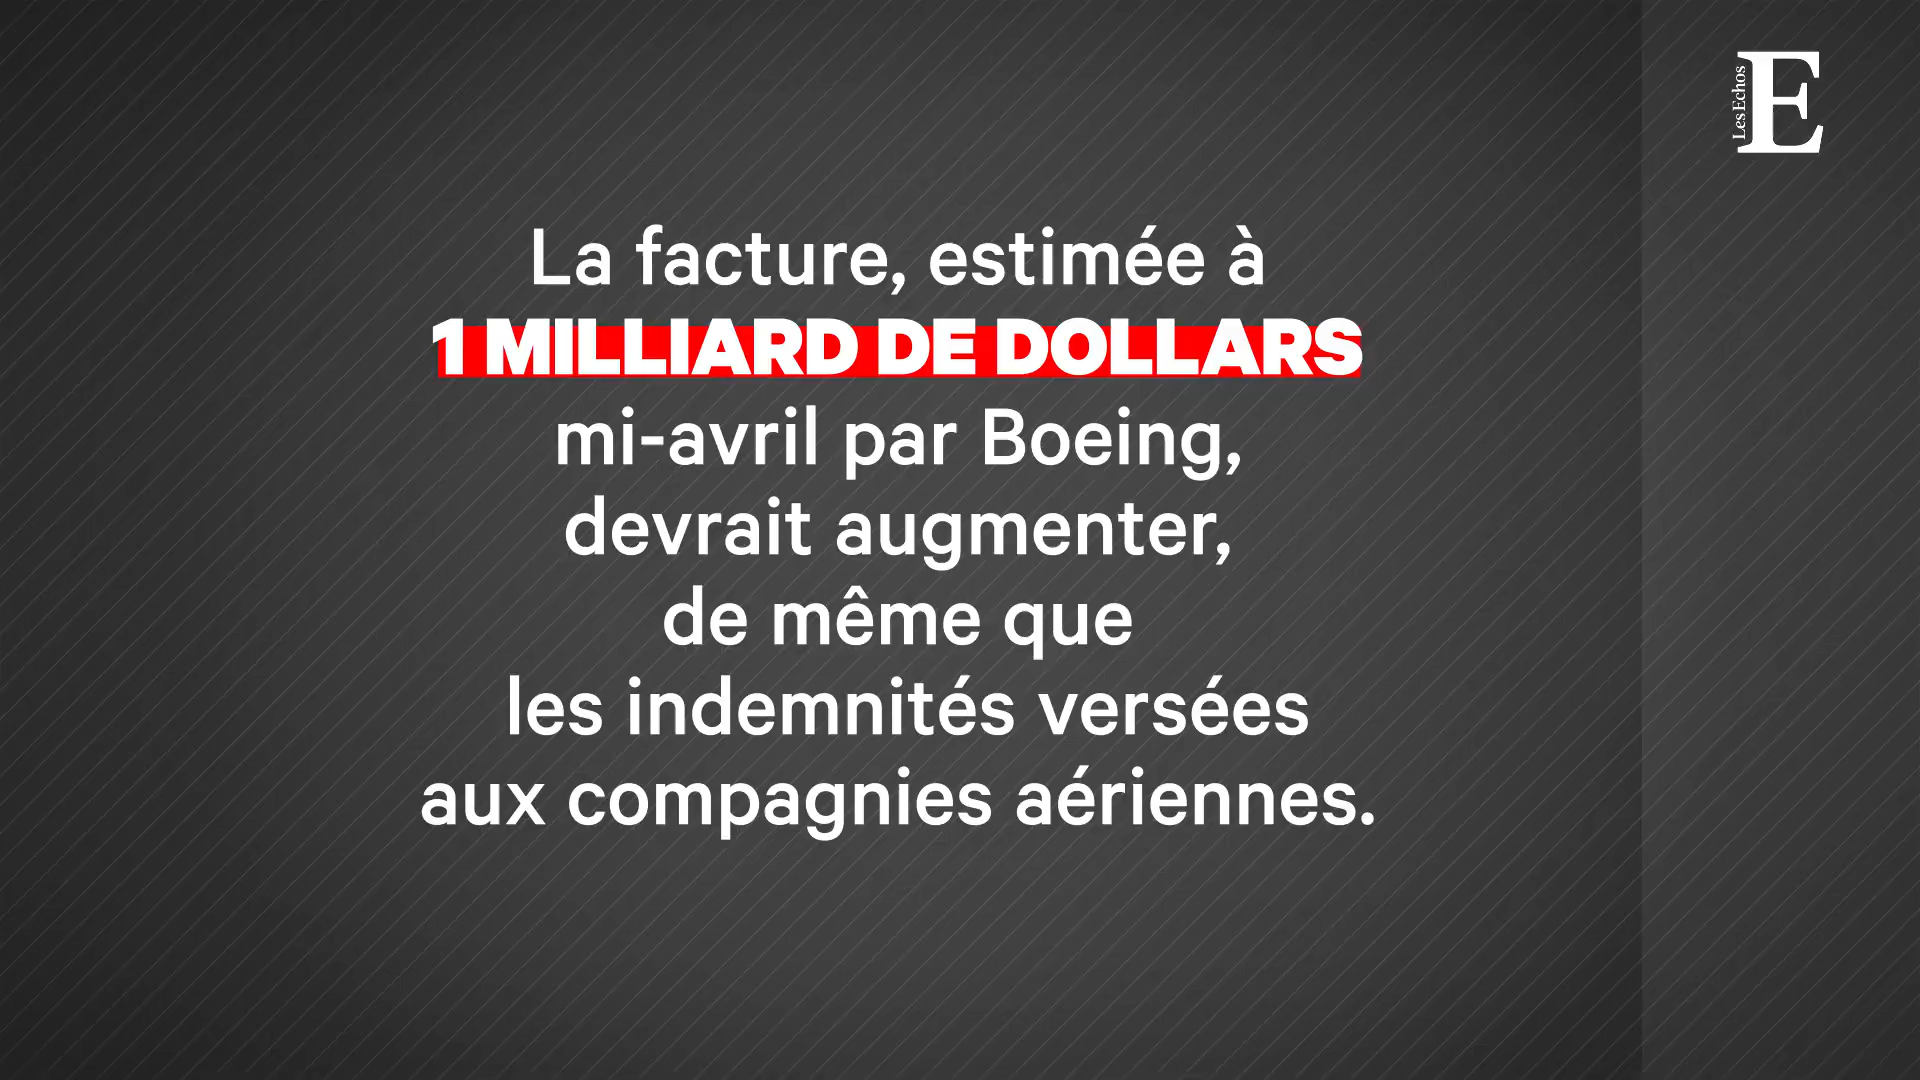 Les Echos
E
La facture, estimée à
1 MILLIARD DE DOLLARS
mi-avril par Boeing,
devrait augmenter,
de même que
les indemnités versées
aux compagnies aériennes.